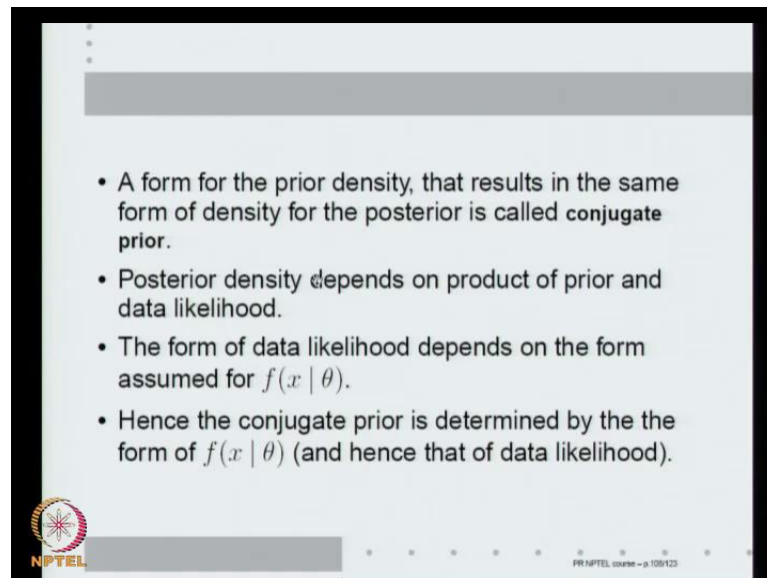 • A form for the prior density, that results in the same
form of density for the posterior is called conjugate
prior.
• Posterior density depends on product of prior and
data likelihood.
• The form of data likelihood depends on the form
assumed for f(x | θ).
• Hence the conjugate prior is determined by the the
form of f(x | θ) (and hence that of data likelihood).
NPTEL
PR NPTEL course – p.108/123